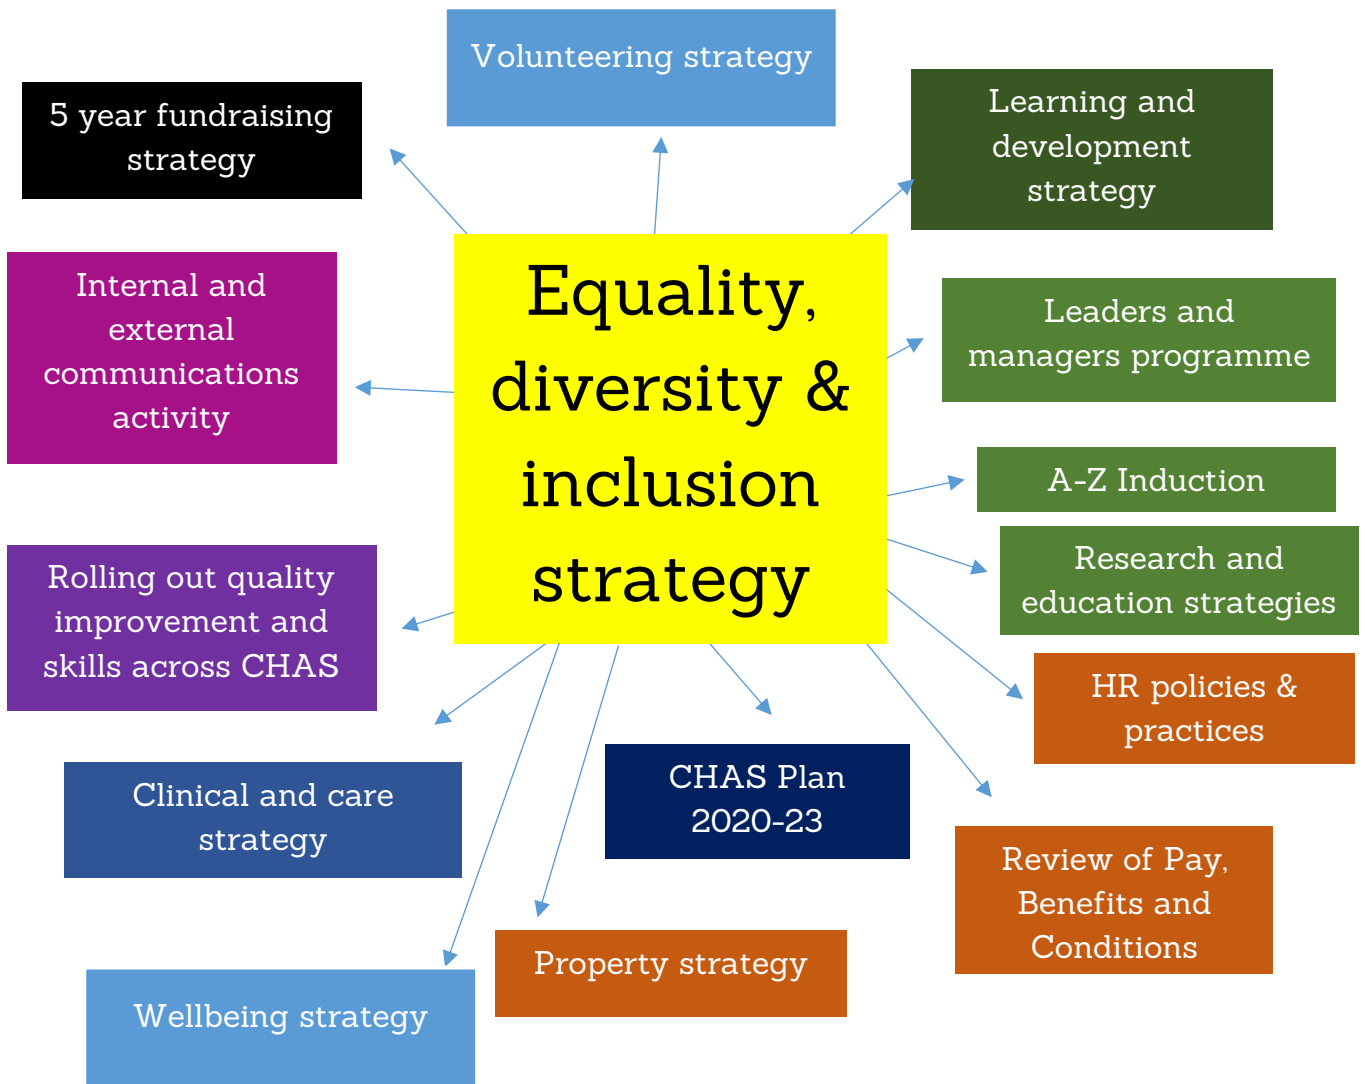 Volunteering strategy
5 year fundraising
strategy
Learning and
development
strategy
Internal and
external
communications
activity
Equality,
diversity &
inclusion
strategy
Leaders and
managers programme
A-Z Induction
Research and
education strategies
Rolling out quality
improvement and
skills across CHAS
HR policies &
practices
Clinical and care
strategy
CHAS Plan
2020-23
Review of Pay,
Benefits and
Conditions
Property strategy
Wellbeing strategy